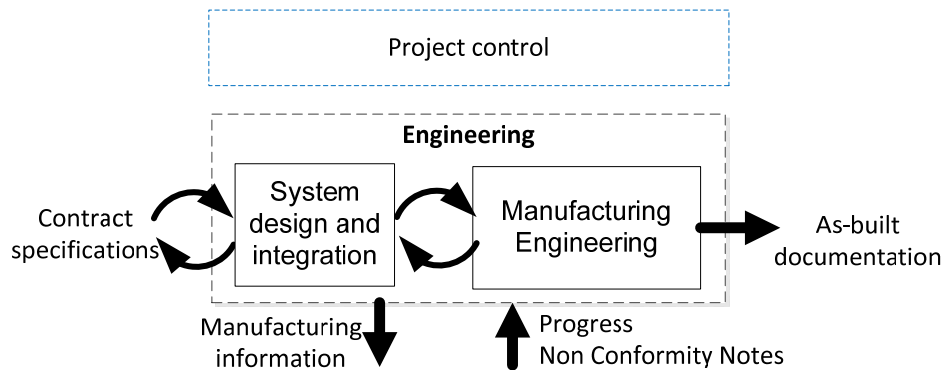 Project control
Engineering
System
design and
integration
Manufacturing
Engineering
Contract
specifications
As-built
documentation
Manufacturing
information
Progress
Non Conformity Notes